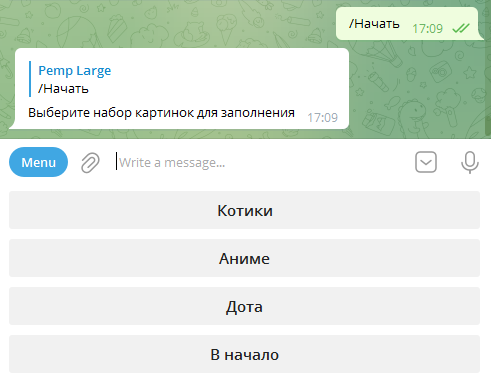 /Начать 17:09
Pemp Large
/Начать
Выберите набор картинок для заполнения 17:09
Menu Write a message...
Котики
Аниме
Дота
В начало